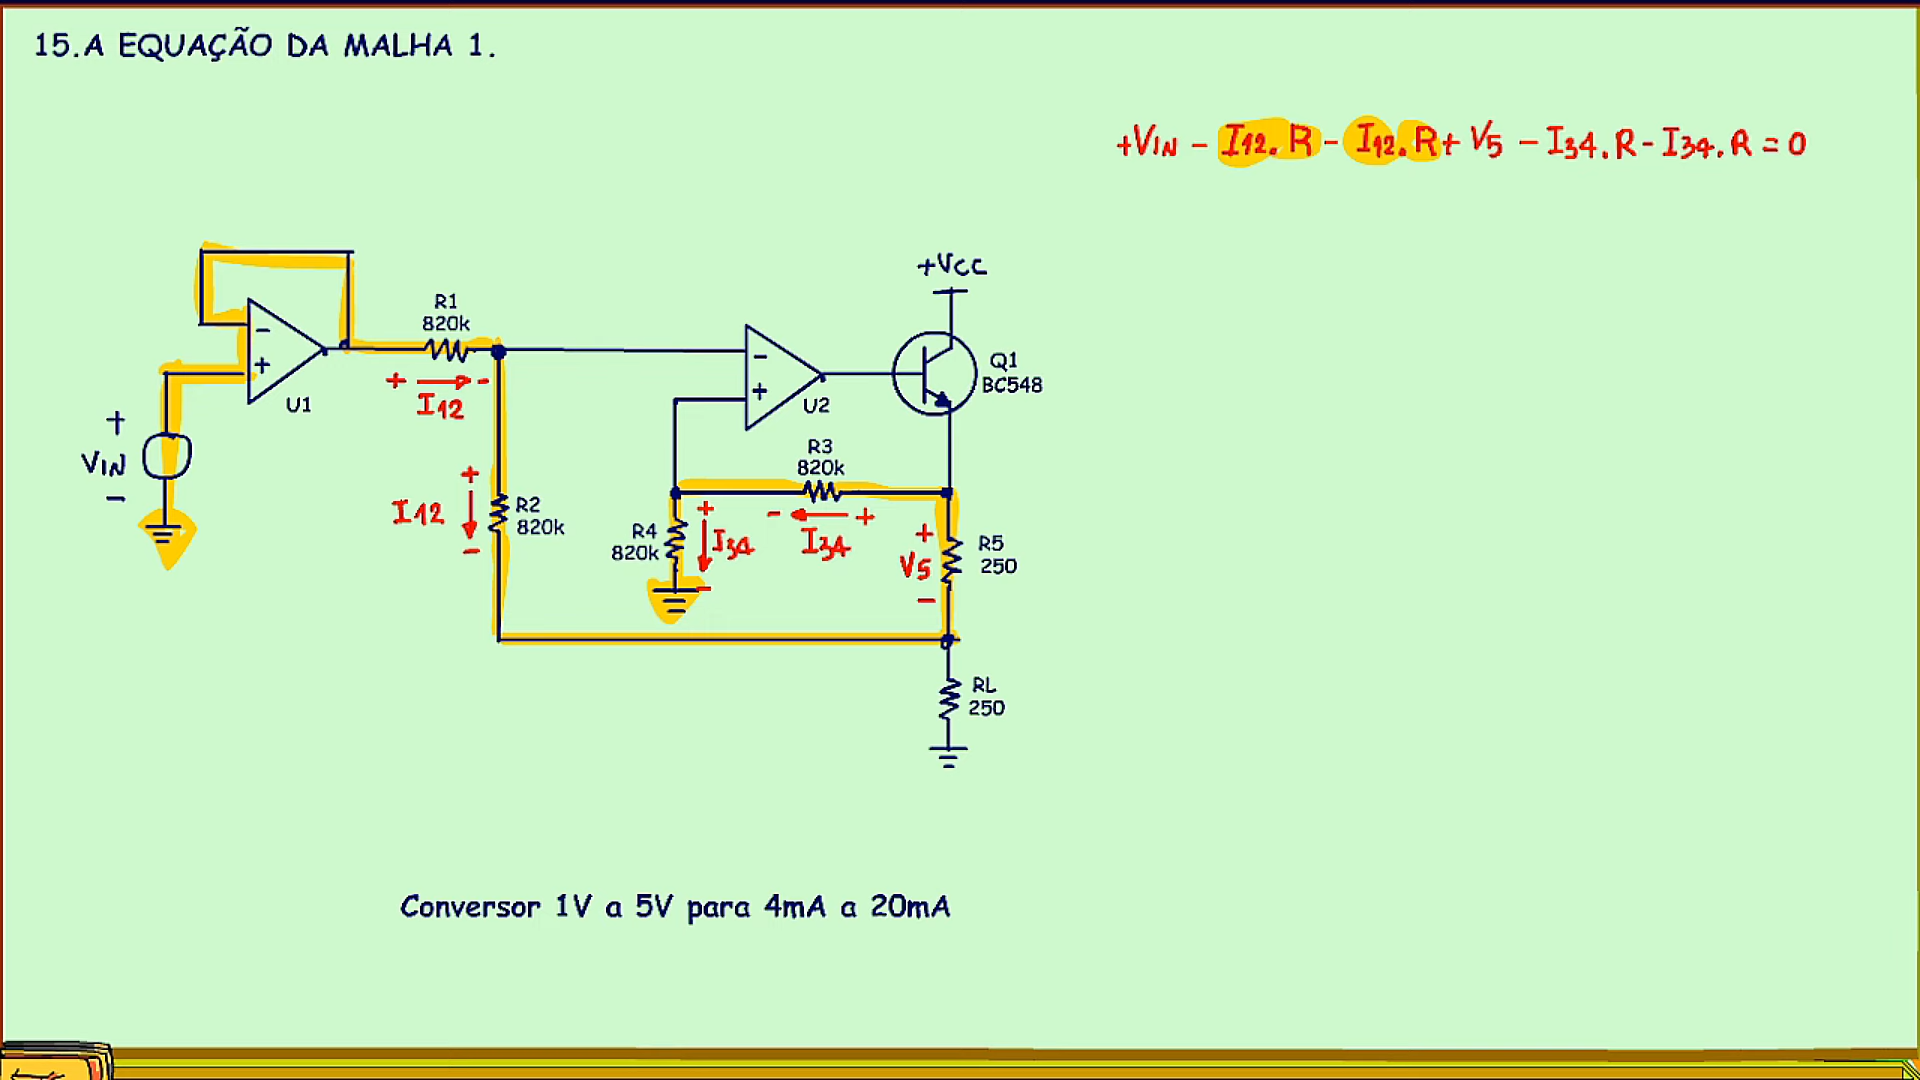 15.A EQUAÇÃO DA MALHA 1.
+VIN - I12.R - I12.R + V5 - I34.R - I34.R = 0
+VCC
R1
820k
-
+
U1
+
VIN
-
+ -
I12
-
+
U2
Q1
BC548
R3
820k
+
I12
-
R2
820k
R4
820k
+
I34
-
- +
I34
+
V5
-
R5
250
RL
250
Conversor 1V a 5V para 4mA a 20mA